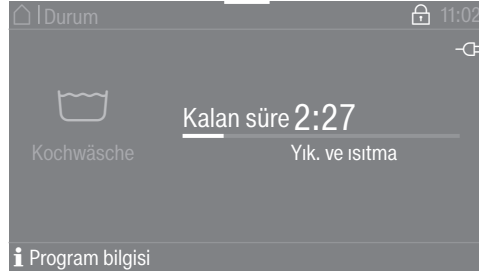 Durum
11:02
Kalan süre 2:27
Kochwäsche
Yık. ve ısıtma
Program bilgisi